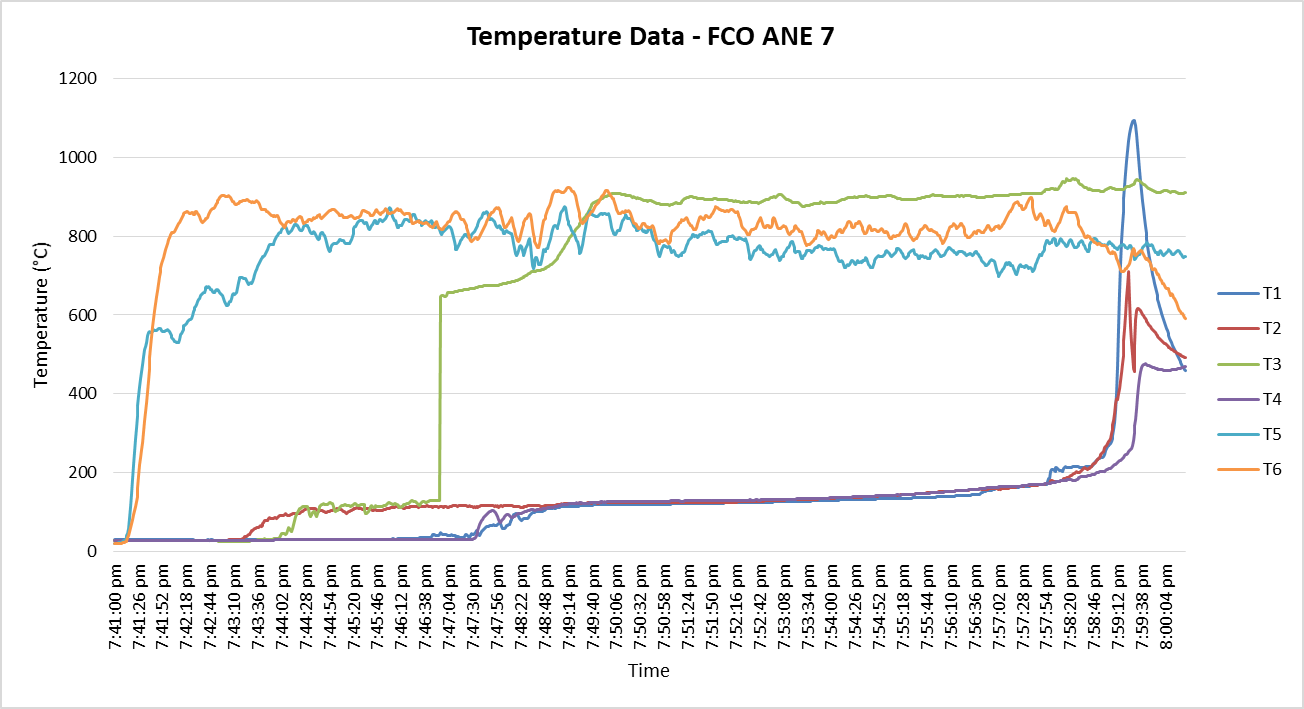 Temperature Data - FCO ANE 7
1200
1000
800
600
400
200
0
Temperature (°C)
7:41:00 pm
7:41:26 pm
7:41:52 pm
7:42:18 pm
7:42:44 pm
7:43:10 pm
7:43:36 pm
7:44:02 pm
7:44:28 pm
7:44:54 pm
7:45:20 pm
7:45:46 pm
7:46:12 pm
7:46:38 pm
7:47:04 pm
7:47:30 pm
7:47:56 pm
7:48:22 pm
7:48:48 pm
7:49:14 pm
7:49:40 pm
7:50:06 pm
7:50:32 pm
7:50:58 pm
7:51:24 pm
7:51:50 pm
7:52:16 pm
7:52:42 pm
7:53:08 pm
7:53:34 pm
7:54:00 pm
7:54:26 pm
7:54:52 pm
7:55:18 pm
7:55:44 pm
7:56:10 pm
7:56:36 pm
7:57:02 pm
7:57:28 pm
7:57:54 pm
7:58:20 pm
7:58:46 pm
7:59:12 pm
7:59:38 pm
8:00:04 pm
Time
T1
T2
T3
T4
T5
T6